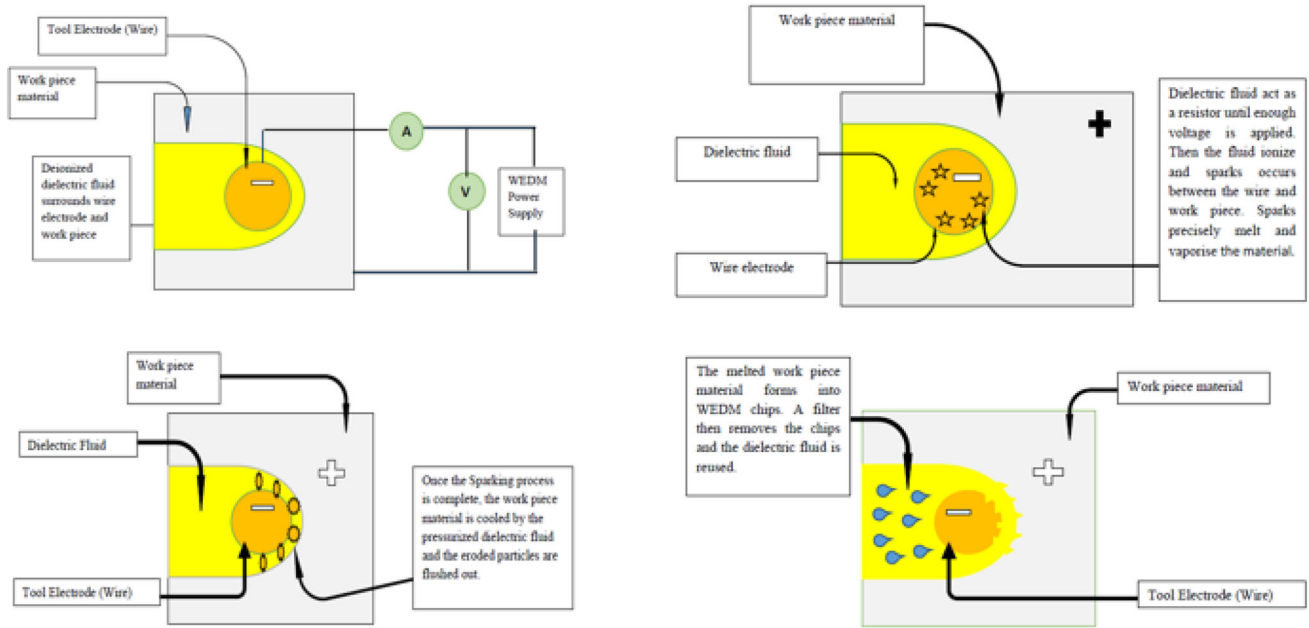 Tool Electrode (Wire)
Work piece
material
Deionized
dielectric fluid
surrounds wire
electrode and
work piece
A
V
WEDM
Power
Supply
Work piece material
Dielectric fluid
Wire electrode
Dielectric fluid act as
a resistor until enough
voltage is applied.
Then the fluid ionize
and sparks occurs
between the wire and
work piece. Sparks
precisely melt and
vaporise the material.
Work piece
material
Dielectric Fluid
Tool Electrode (Wire)
Once the Sparking process
is complete, the work piece
material is cooled by the
pressurized dielectric fluid
and the eroded particles are
flushed out.
The melted work piece
material forms into
WEDM chips. A filter
then removes the chips
and the dielectric fluid is
reused.
Work piece material
Tool Electrode (Wire)